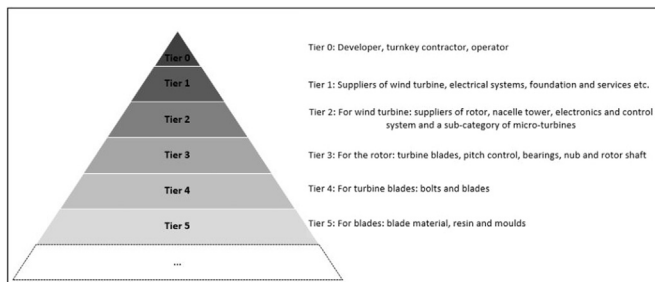 Tier 0
Tier 0: Developer, turnkey contractor, operator
Tier 1
Tier 1: Suppliers of wind turbine, electrical systems, foundation and services etc.
Tier 2
Tier 2: For wind turbine: suppliers of rotor, nacelle tower, electronics and control
system and a sub-category of micro-turbines
Tier 3
Tier 3: For the rotor: turbine blades, pitch control, bearings, nub and rotor shaft
Tier 4
Tier 4: For turbine blades: bolts and blades
Tier 5
Tier 5: For blades: blade material, resin and moulds
...